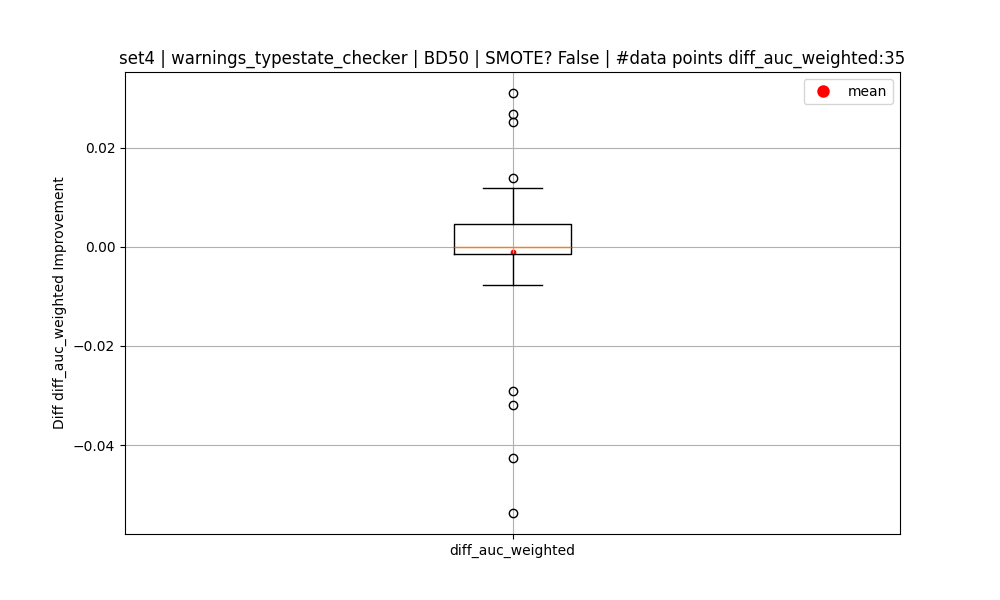 set4 | warnings_typestate_checker | BD50 | SMOTE? False | #data points diff_auc_weighted:35
mean
Diff diff_auc_weighted Improvement
0.02
0.00
−0.02
−0.04
diff_auc_weighted